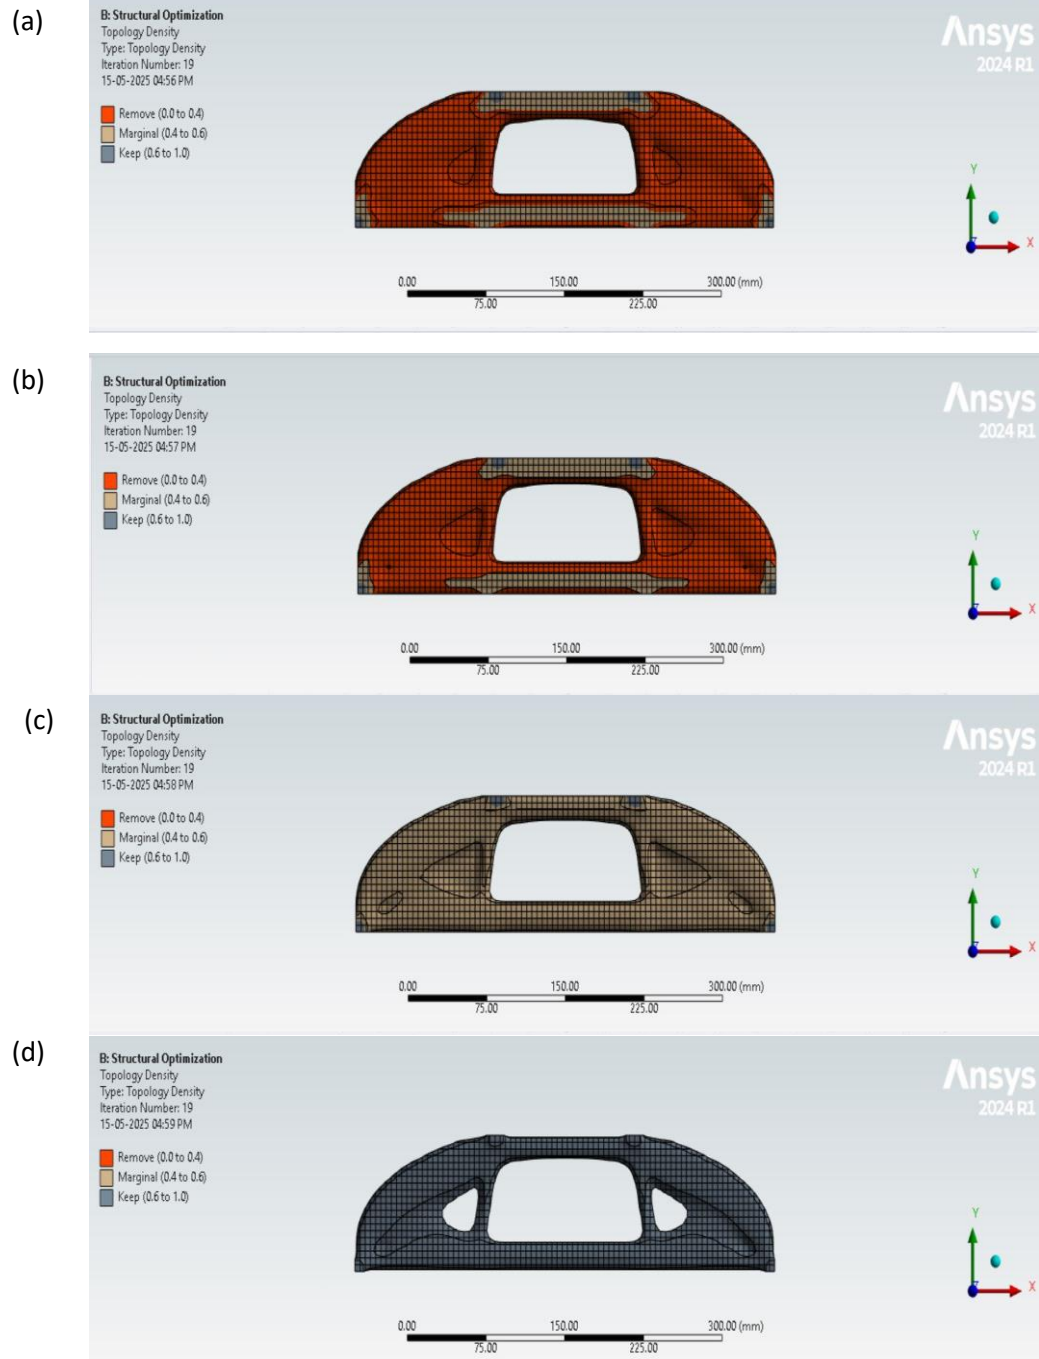 (a)
B: Structural Optimization
Topology Density
Type: Topology Density
Iteration Number: 19
15-05-2025 04:56 PM
Remove (0.0 to 0.4)
Marginal (0.4 to 0.6)
Keep (0.6 to 1.0)
Ansys
2024 R1
Y
X
0.00 150.00 300.00 (mm)
75.00 225.00
(b)
B: Structural Optimization
Topology Density
Type: Topology Density
Iteration Number: 19
15-05-2025 04:57 PM
Remove (0.0 to 0.4)
Marginal (0.4 to 0.6)
Keep (0.6 to 1.0)
Ansys
2024 R1
Y
X
0.00 150.00 300.00 (mm)
75.00 225.00
(c)
B: Structural Optimization
Topology Density
Type: Topology Density
Iteration Number: 19
15-05-2025 04:58 PM
Remove (0.0 to 0.4)
Marginal (0.4 to 0.6)
Keep (0.6 to 1.0)
Ansys
2024 R1
Y
X
0.00 150.00 300.00 (mm)
75.00 225.00
(d)
B: Structural Optimization
Topology Density
Type: Topology Density
Iteration Number: 19
15-05-2025 04:59 PM
Remove (0.0 to 0.4)
Marginal (0.4 to 0.6)
Keep (0.6 to 1.0)
Ansys
2024 R1
Y
X
0.00 150.00 300.00 (mm)
75.00 225.00